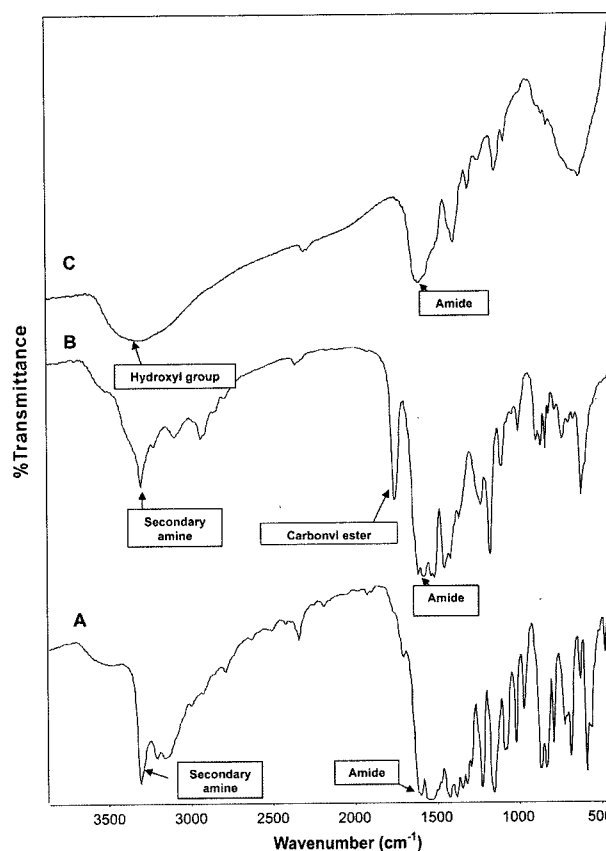 C
Amide
Hydroxyl group
B
Secondary
amine
Carbonvl ester
Amide
A
Secondary
amine
Amide
%Transmittance
3500 3000 2500 2000 1500 1000 500
Wavenumber (cm-1)